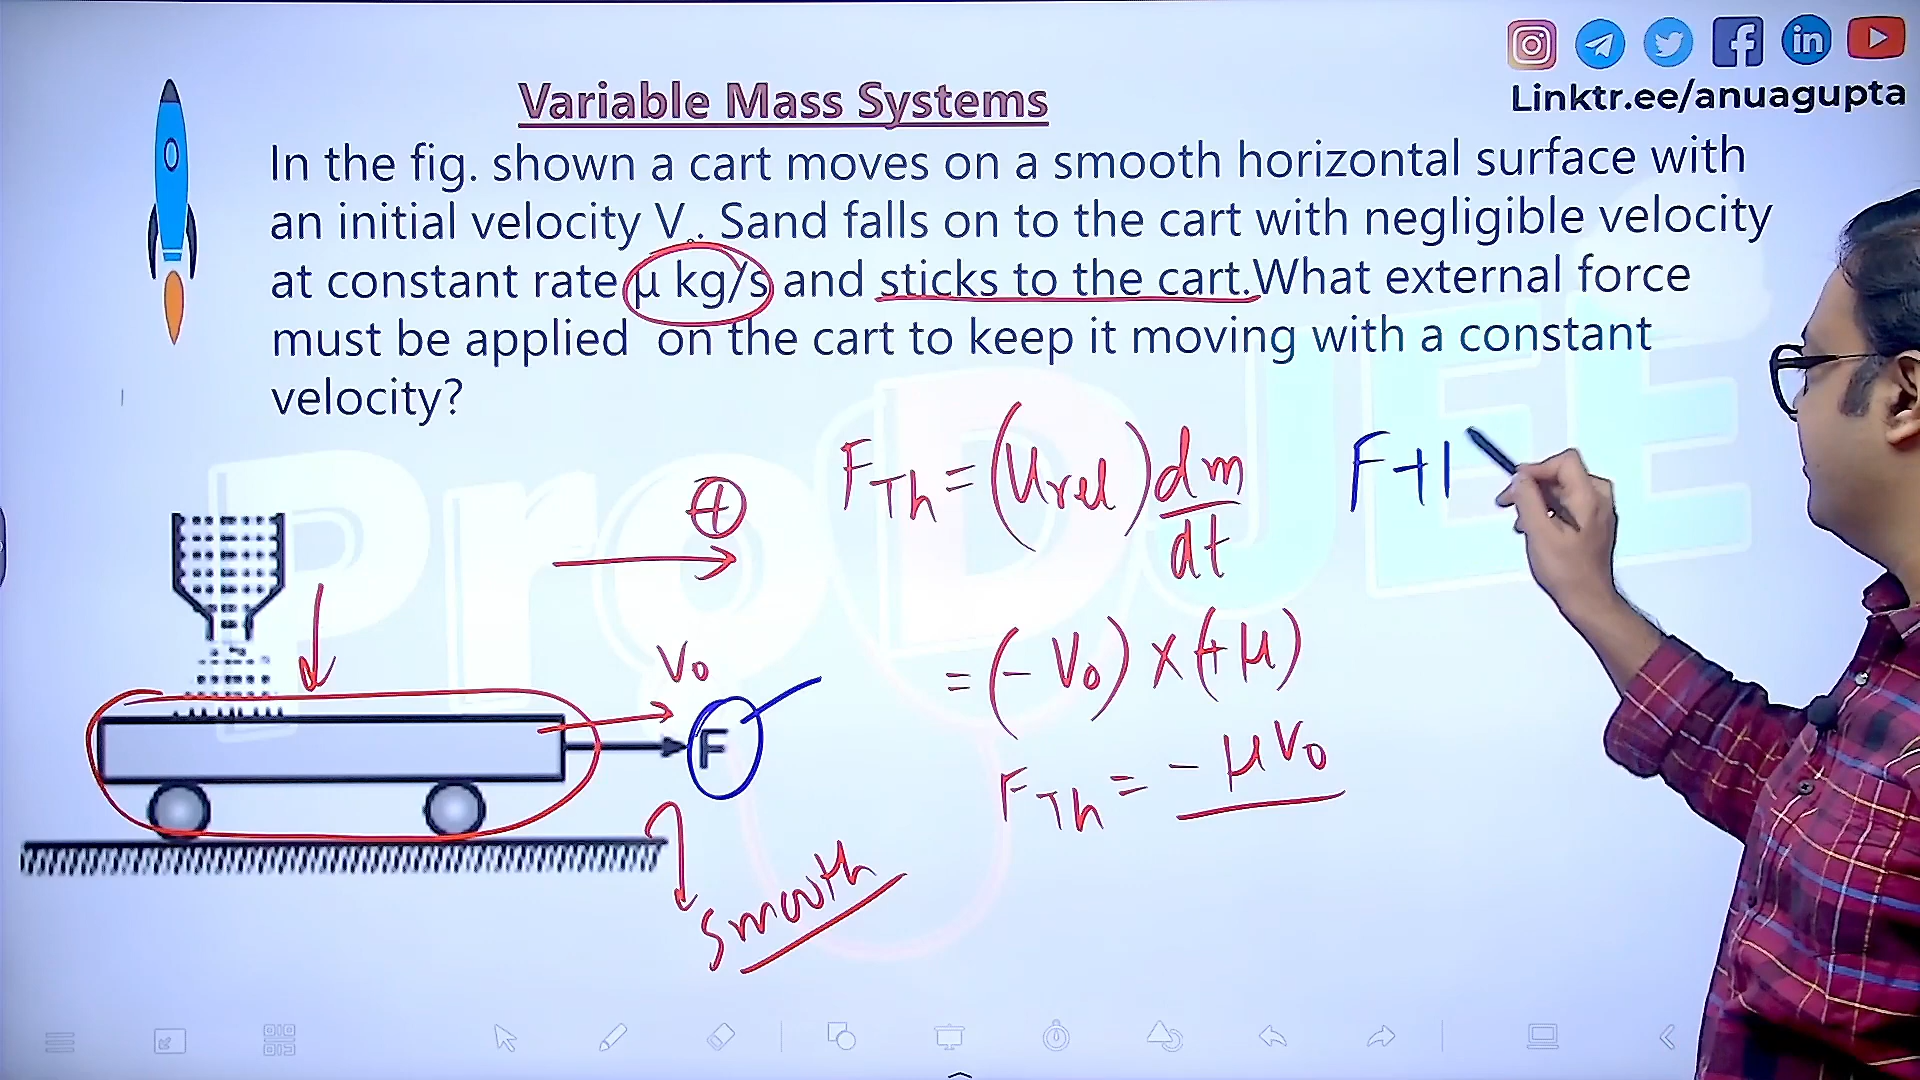 Variable Mass Systems
Linktr.ee/anuagupta
In the fig. shown a cart moves on a smooth horizontal surface with
an initial velocity V₀. Sand falls on to the cart with negligible velocity
at constant rate μ kg/s and sticks to the cart.What external force
must be applied on the cart to keep it moving with a constant
velocity?
F_Th = (u_rel) dm/dt
F +
= (-V₀) × (+μ)
F_Th = -μV₀
V₀
F
smooth
ProDJEE